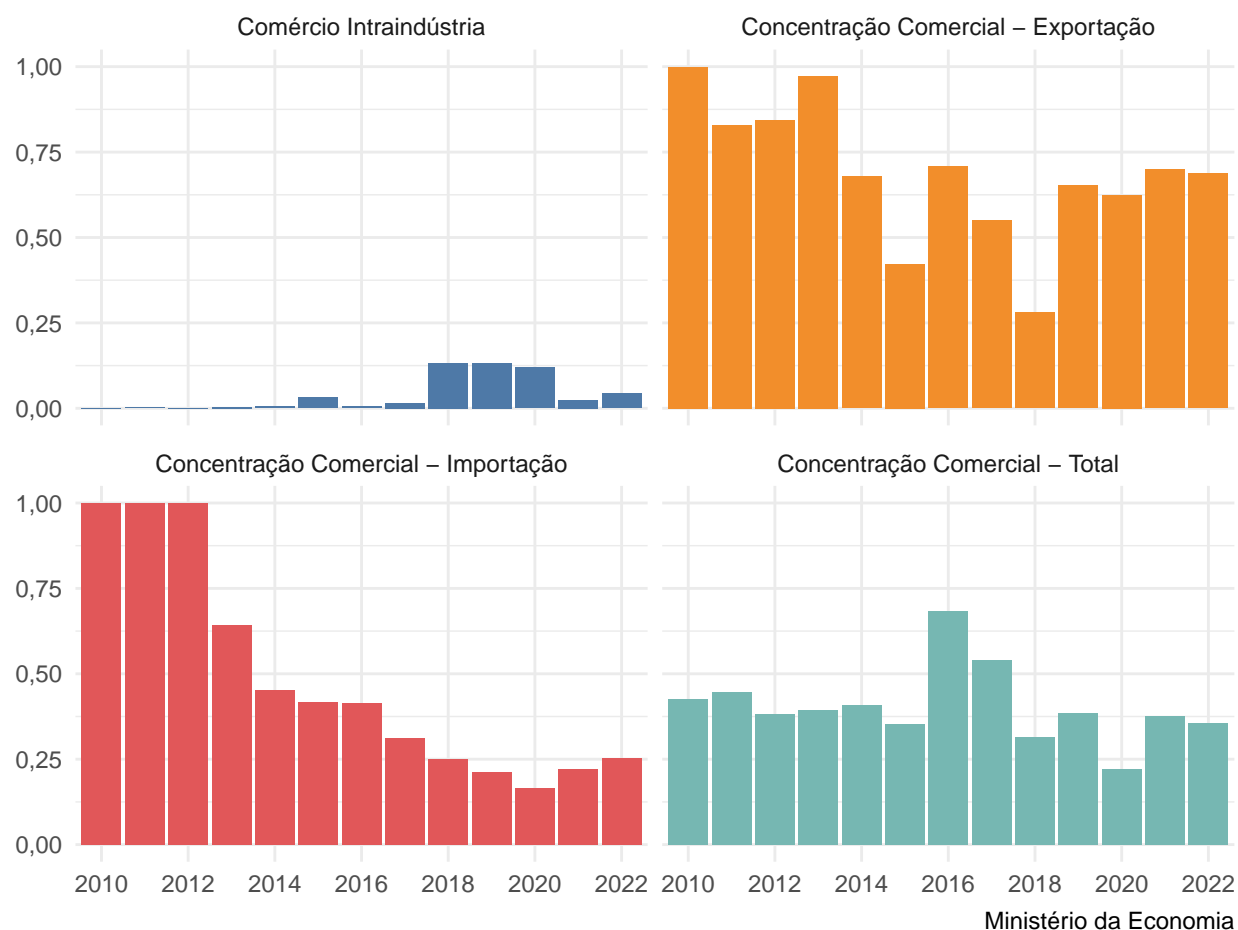 Comércio Intraindústria
Concentração Comercial – Exportação
1,00
0,75
0,50
0,25
0,00
Concentração Comercial – Importação
Concentração Comercial – Total
1,00
0,75
0,50
0,25
0,00
2010 2012 2014 2016 2018 2020 2022
2010 2012 2014 2016 2018 2020 2022
Ministério da Economia